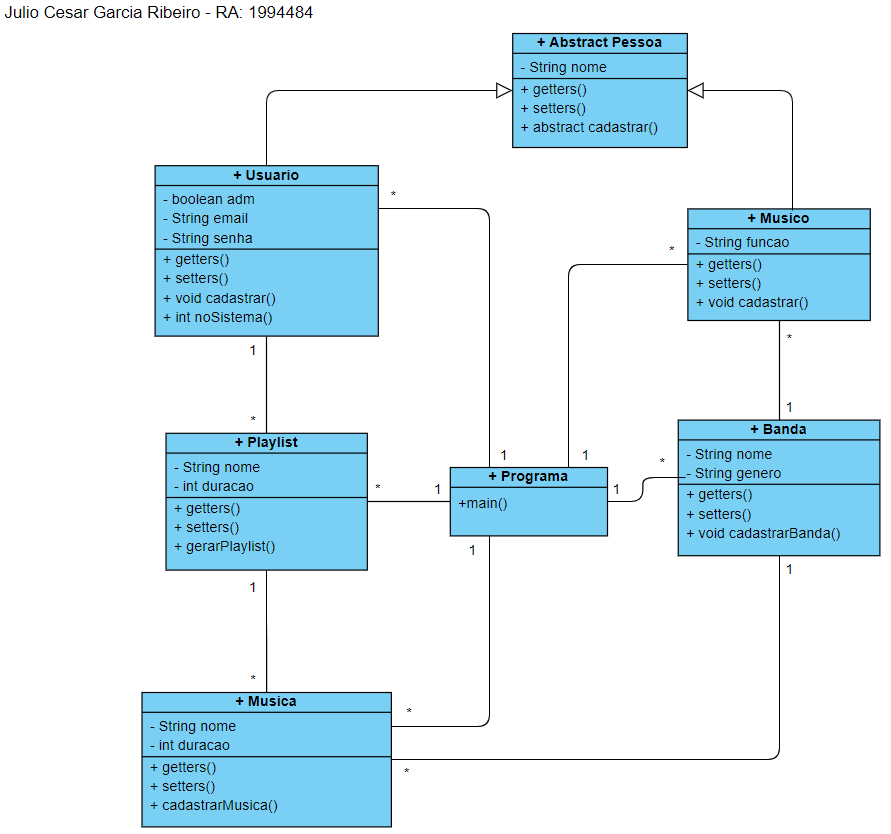 Julio Cesar Garcia Ribeiro - RA: 1994484
+ Abstract Pessoa
- String nome
+ getters()
+ setters()
+ abstract cadastrar()
+ Usuario
- boolean adm
- String email
- String senha
+ getters()
+ setters()
+ void cadastrar()
+ int noSistema()
*
+ Musico
- String funcao
+ getters()
+ setters()
+ void cadastrar()
*
1
*
*
1
+ Playlist
- String nome
- int duracao
+ getters()
+ setters()
+ gerarPlaylist()
*
1
1
1
+ Programa
+main()
1
1
*
+ Banda
- String nome
- String genero
+ getters()
+ setters()
+ void cadastrarBanda()
1
1
*
+ Musica
- String nome
- int duracao
+ getters()
+ setters()
+ cadastrarMusica()
*
*